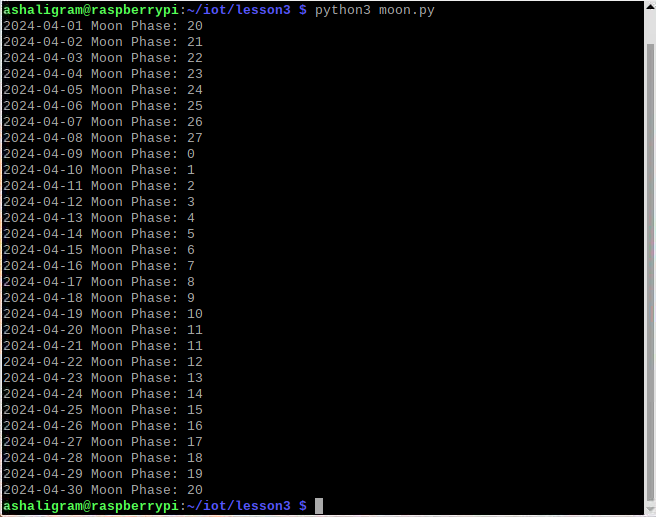 ashaligram@raspberrypi:~/iot/lesson3 $ python3 moon.py
2024-04-01 Moon Phase: 20
2024-04-02 Moon Phase: 21
2024-04-03 Moon Phase: 22
2024-04-04 Moon Phase: 23
2024-04-05 Moon Phase: 24
2024-04-06 Moon Phase: 25
2024-04-07 Moon Phase: 26
2024-04-08 Moon Phase: 27
2024-04-09 Moon Phase: 0
2024-04-10 Moon Phase: 1
2024-04-11 Moon Phase: 2
2024-04-12 Moon Phase: 3
2024-04-13 Moon Phase: 4
2024-04-14 Moon Phase: 5
2024-04-15 Moon Phase: 6
2024-04-16 Moon Phase: 7
2024-04-17 Moon Phase: 8
2024-04-18 Moon Phase: 9
2024-04-19 Moon Phase: 10
2024-04-20 Moon Phase: 11
2024-04-21 Moon Phase: 11
2024-04-22 Moon Phase: 12
2024-04-23 Moon Phase: 13
2024-04-24 Moon Phase: 14
2024-04-25 Moon Phase: 15
2024-04-26 Moon Phase: 16
2024-04-27 Moon Phase: 17
2024-04-28 Moon Phase: 18
2024-04-29 Moon Phase: 19
2024-04-30 Moon Phase: 20
ashaligram@raspberrypi:~/iot/lesson3 $